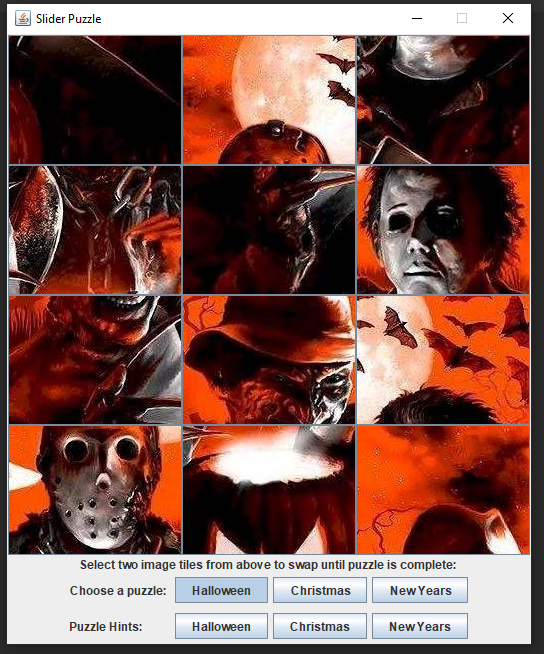 Slider Puzzle
Select two image tiles from above to swap until puzzle is complete:
Choose a puzzle: Halloween Christmas New Years
Puzzle Hints: Halloween Christmas New Years